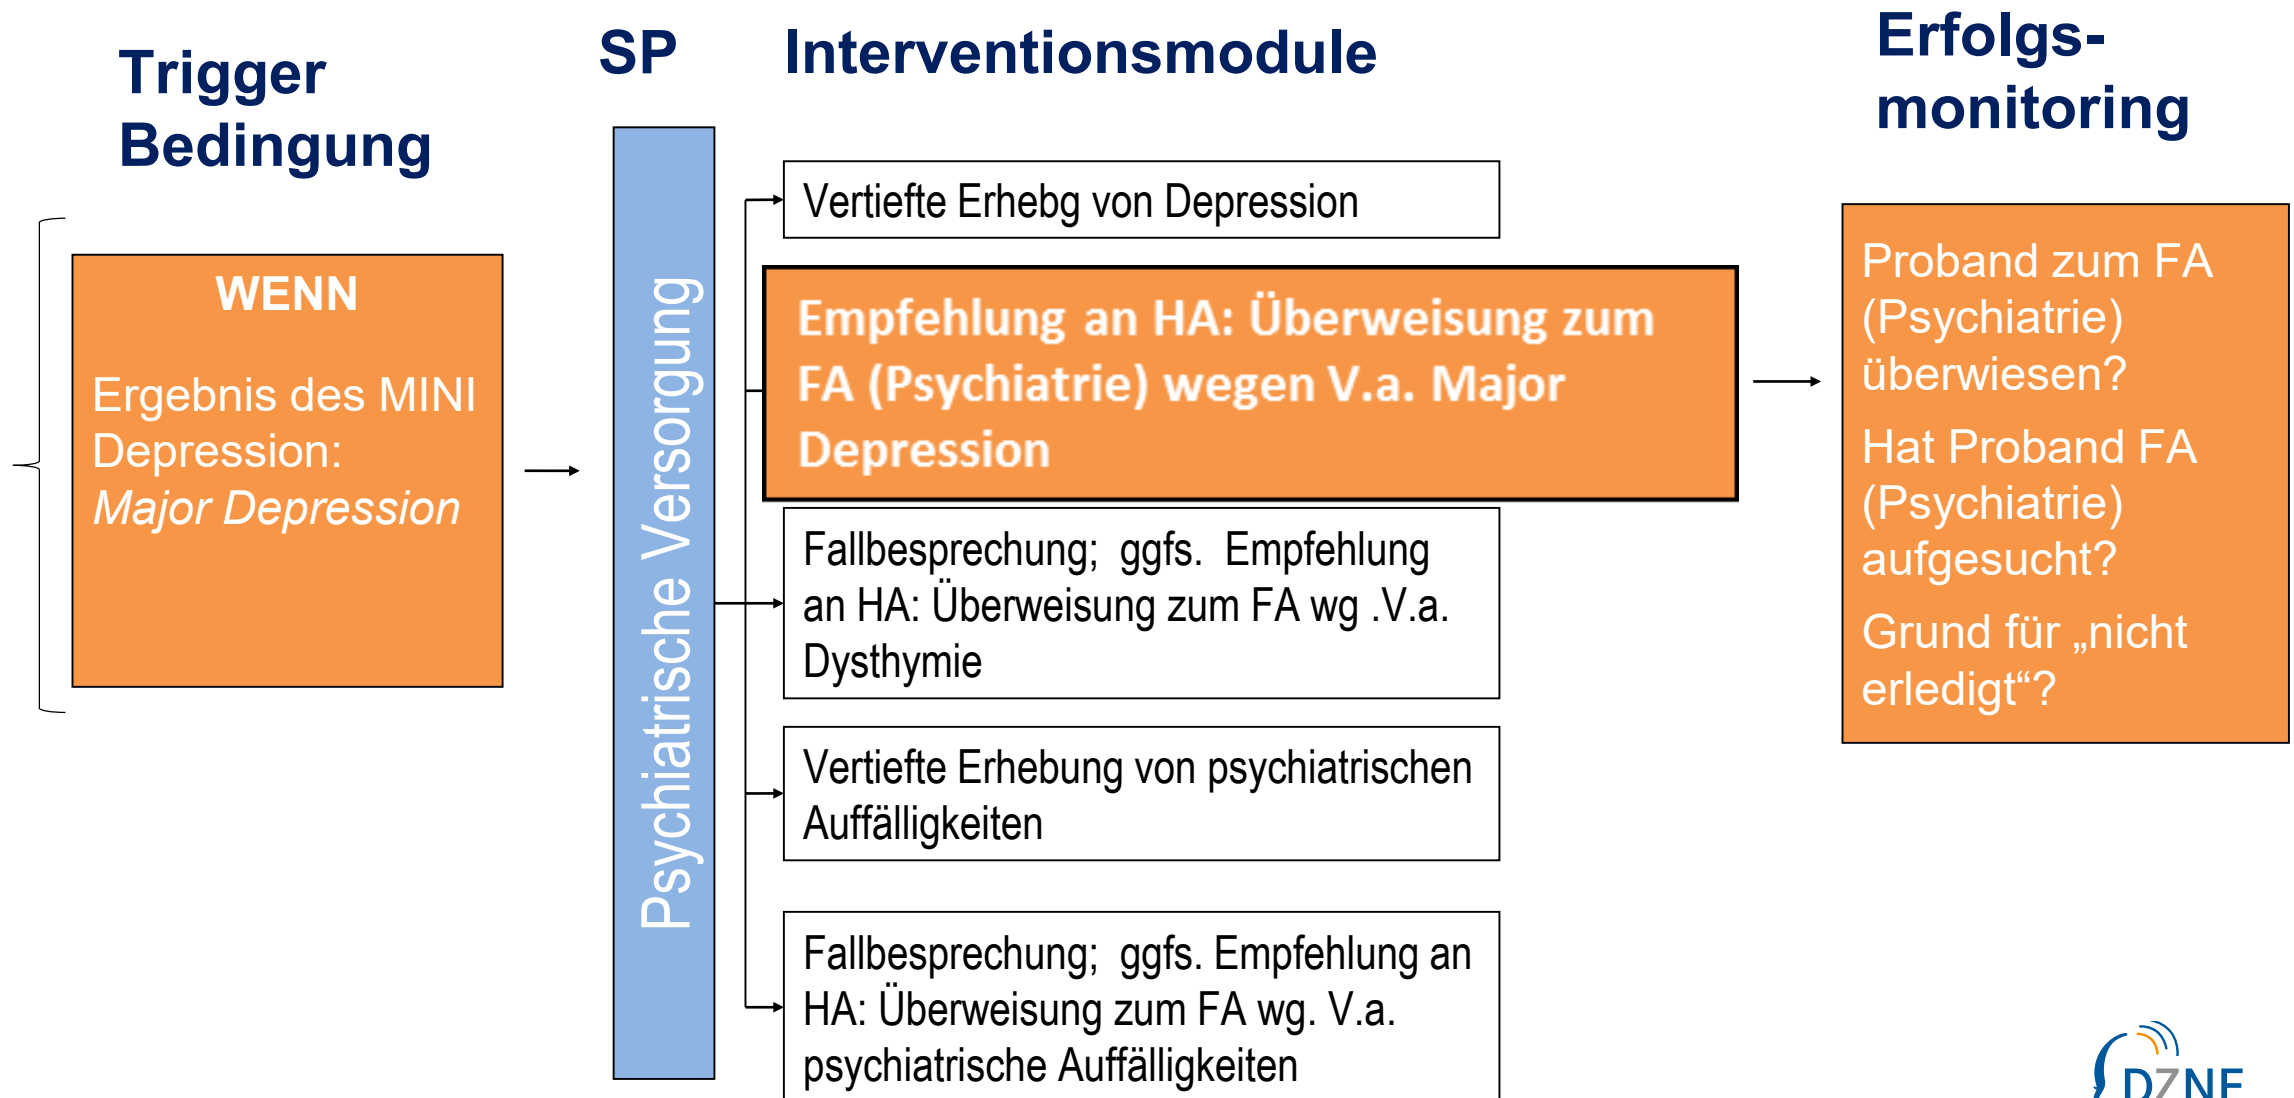 Trigger
Bedingung
SP
Interventionsmodule
Erfolgs-
monitoring
WENN
Ergebnis des MINI
Depression:
Major Depression
Psychiatrische Versorgung
Vertiefte Erhebg von Depression
Empfehlung an HA: Überweisung zum
FA (Psychiatrie) wegen V.a. Major
Depression
Fallbesprechung; ggfs. Empfehlung
an HA: Überweisung zum FA wg .V.a.
Dysthymie
Vertiefte Erhebung von psychiatrischen
Auffälligkeiten
Fallbesprechung; ggfs. Empfehlung an
HA: Überweisung zum FA wg. V.a.
psychiatrische Auffälligkeiten
Proband zum FA
(Psychiatrie)
überwiesen?
Hat Proband FA
(Psychiatrie)
aufgesucht?
Grund für „nicht
erledigt“?
DZNE